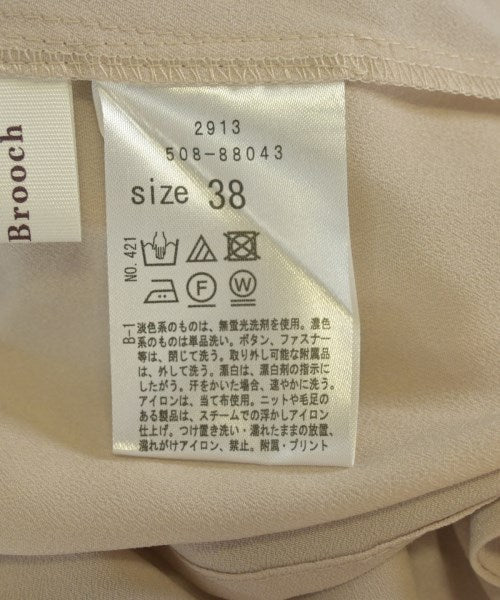 Brooch
2913
508-88043
size 38
NO. 421
F
W
B-1
淡色系のものは、無蛍光洗剤を使用。濃色
系のものは単品洗い。ボタン、ファスナー
等は、閉じて洗う。取り外し可能な附属品
は、外して洗う。漂白は、漂白剤の指示に
したがう。汗をかいた場合、速やかに洗う。
アイロンは、当て布使用。ニットや毛足の
ある製品は、スチームでの浮かしアイロン
仕上げ。つけ置き洗い・濡れたままの放置、
濡れがけアイロン、禁止。附属・プリント